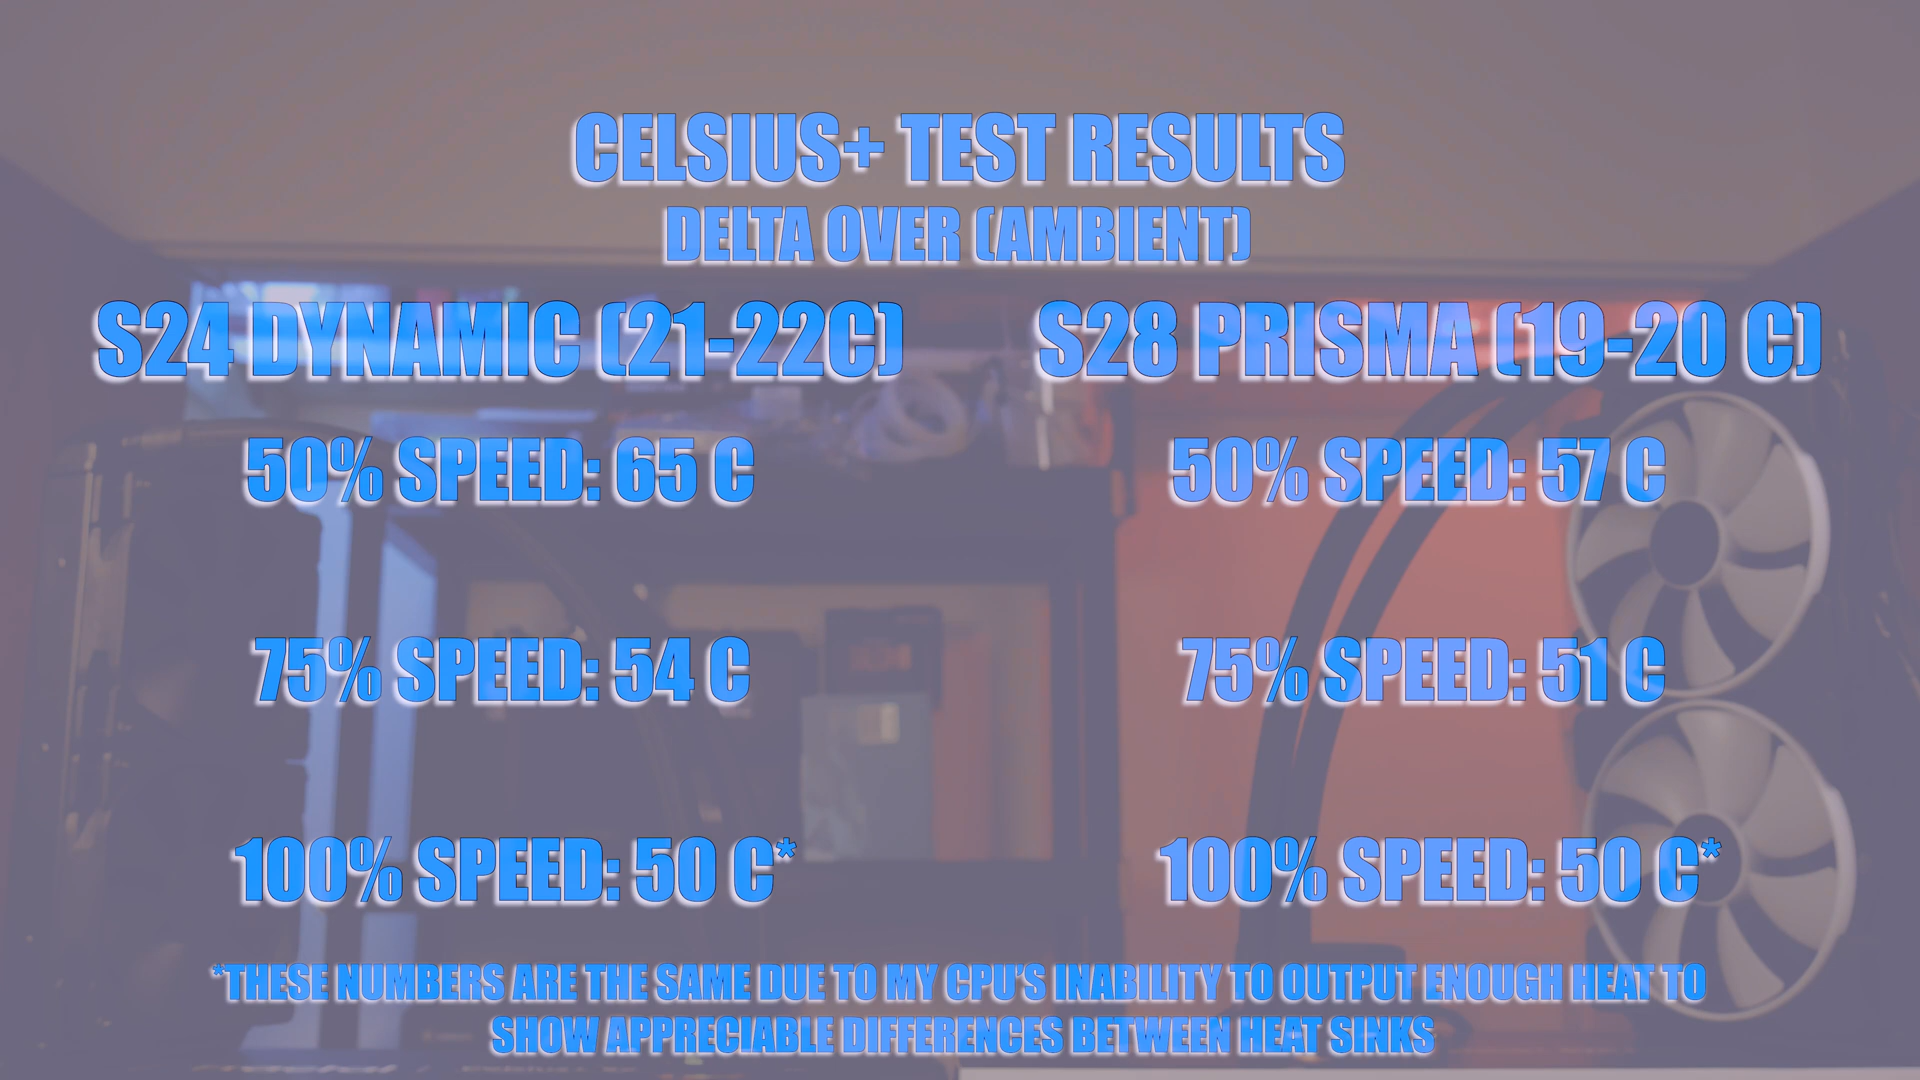 CELSIUS+ TEST RESULTS
DELTA OVER (AMBIENT)
S24 DYNAMIC (21-22C)
50% SPEED: 65 C
75% SPEED: 54 C
100% SPEED: 50 C*
S28 PRISMA (19-20 C)
50% SPEED: 57 C
75% SPEED: 51 C
100% SPEED: 50 C*
*THESE NUMBERS ARE THE SAME DUE TO MY CPU'S INABILITY TO OUTPUT ENOUGH HEAT TO
SHOW APPRECIABLE DIFFERENCES BETWEEN HEAT SINKS